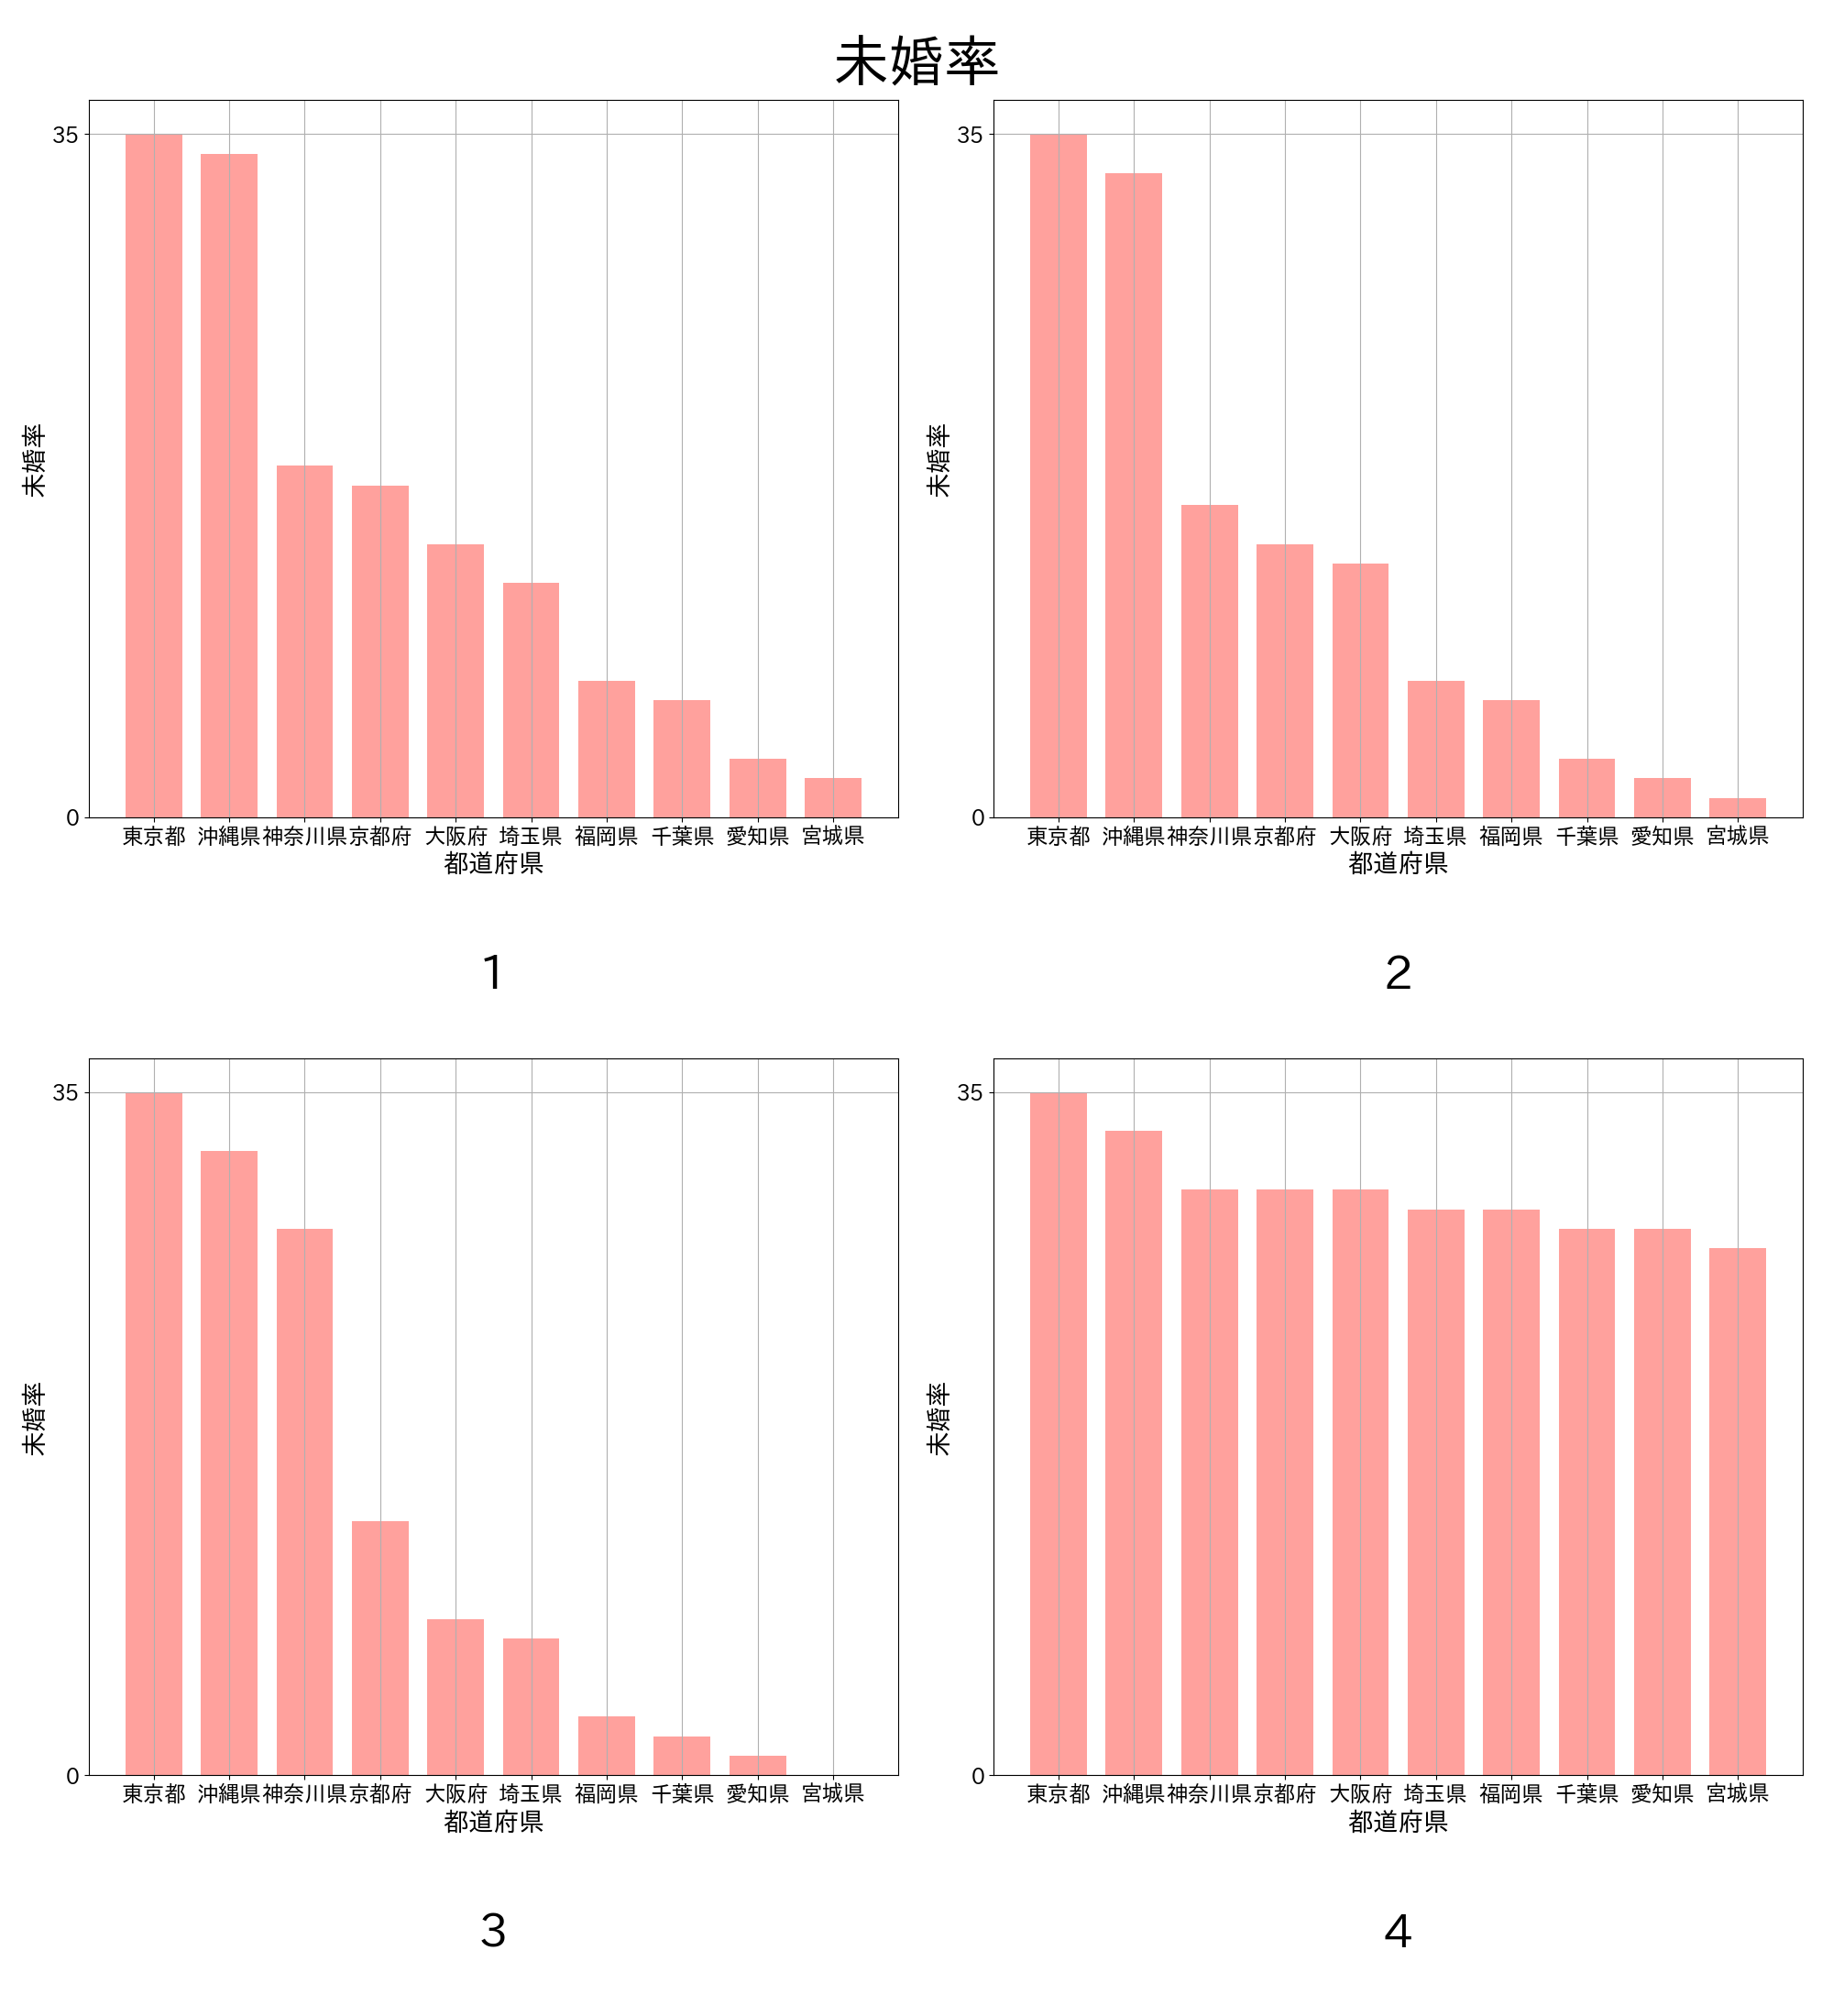 未婚率
35
0
未婚率
東京都 沖縄県 神奈川県 京都府 大阪府 埼玉県 福岡県 千葉県 愛知県 宮城県
都道府県
1
35
0
未婚率
東京都 沖縄県 神奈川県 京都府 大阪府 埼玉県 福岡県 千葉県 愛知県 宮城県
都道府県
2
35
0
未婚率
東京都 沖縄県 神奈川県 京都府 大阪府 埼玉県 福岡県 千葉県 愛知県 宮城県
都道府県
3
35
0
未婚率
東京都 沖縄県 神奈川県 京都府 大阪府 埼玉県 福岡県 千葉県 愛知県 宮城県
都道府県
4